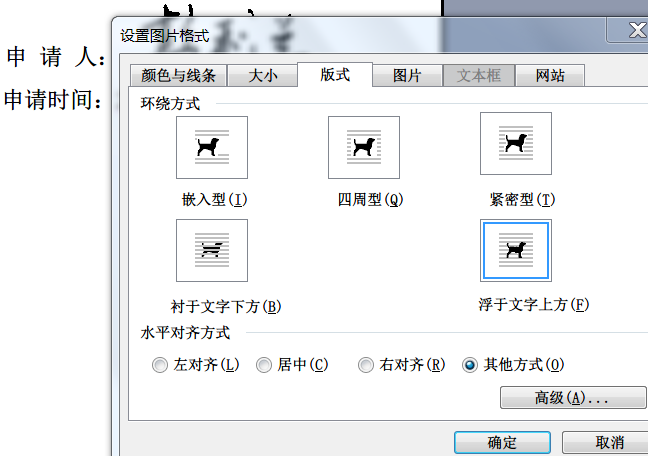 设置图片格式
申 请 人：
申请时间：
颜色与线条 大小 版式 图片 文本框 网站
环绕方式
嵌入型(I) 四周型(Q) 紧密型(T)
衬于文字下方(B) 浮于文字上方(F)
水平对齐方式
左对齐(L) 居中(C) 右对齐(R) 其他方式(O)
高级(A)...
确定 取消